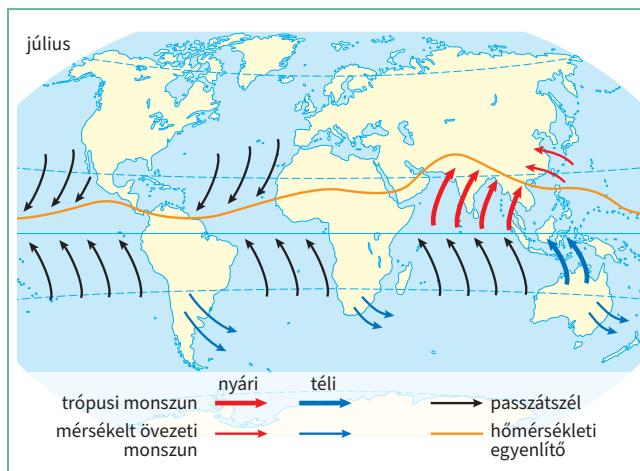 július
nyári téli
trópusi monszun passzátszél
mérsékelt övezeti hőmérsékleti
monszun egyenlítő